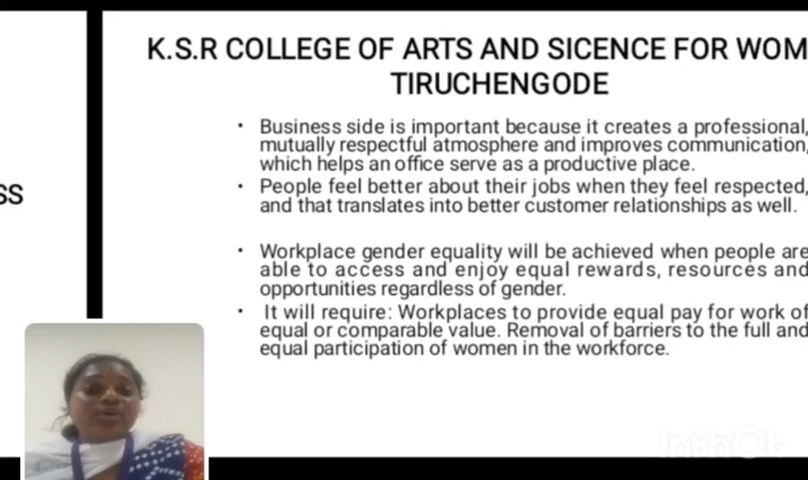 K.S.R COLLEGE OF ARTS AND SICENCE FOR WOM
TIRUCHENGODE
• Business side is important because it creates a professional,
mutually respectful atmosphere and improves communication,
which helps an office serve as a productive place.
• People feel better about their jobs when they feel respected,
and that translates into better customer relationships as well.
SS
• Workplace gender equality will be achieved when people are
able to access and enjoy equal rewards, resources and
opportunities regardless of gender.
• It will require: Workplaces to provide equal pay for work of
equal or comparable value. Removal of barriers to the full and
equal participation of women in the workforce.